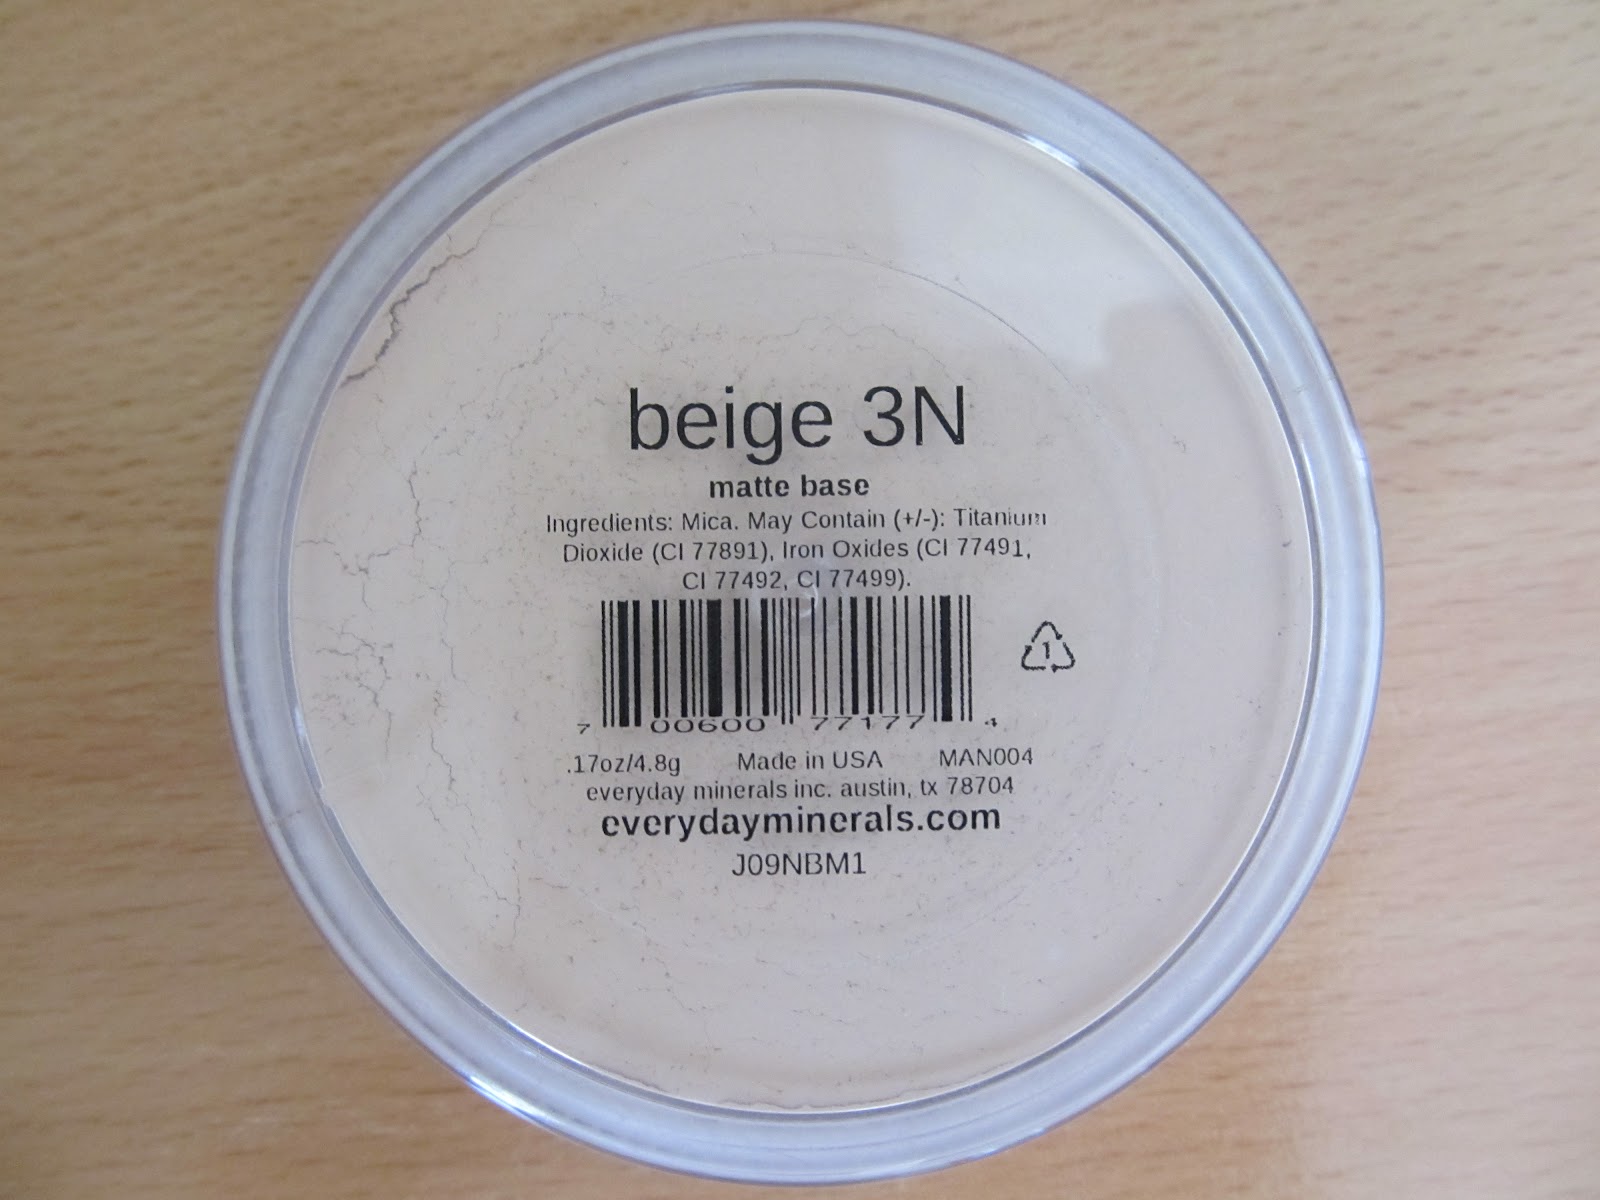 beige 3N
matte base
Ingredients: Mica. May Contain (+/-): Titanium
Dioxide (CI 77891), Iron Oxides (CI 77491,
CI 77492, CI 77499).
1
7 00600 77177 4
.17oz/4.8g Made in USA MAN004
everyday minerals inc. austin, tx 78704
everydayminerals.com
J09NBM1